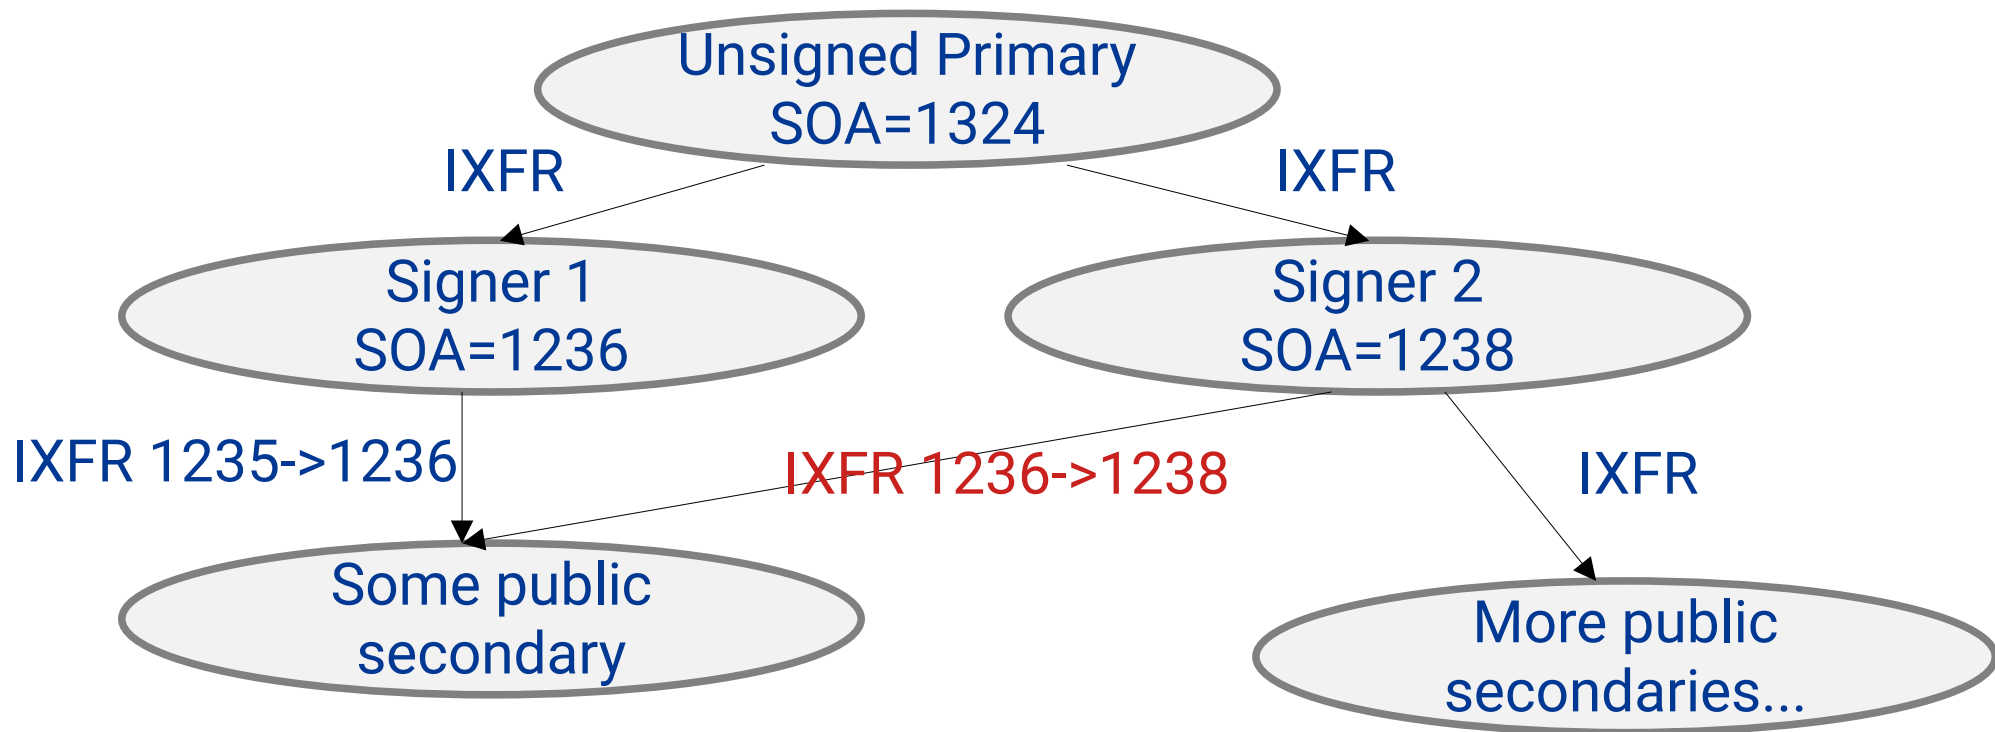 Unsigned Primary
SOA=1324
IXFR
IXFR
Signer 1
SOA=1236
Signer 2
SOA=1238
IXFR 1235->1236
IXFR 1236->1238
IXFR
Some public
secondary
More public
secondaries...